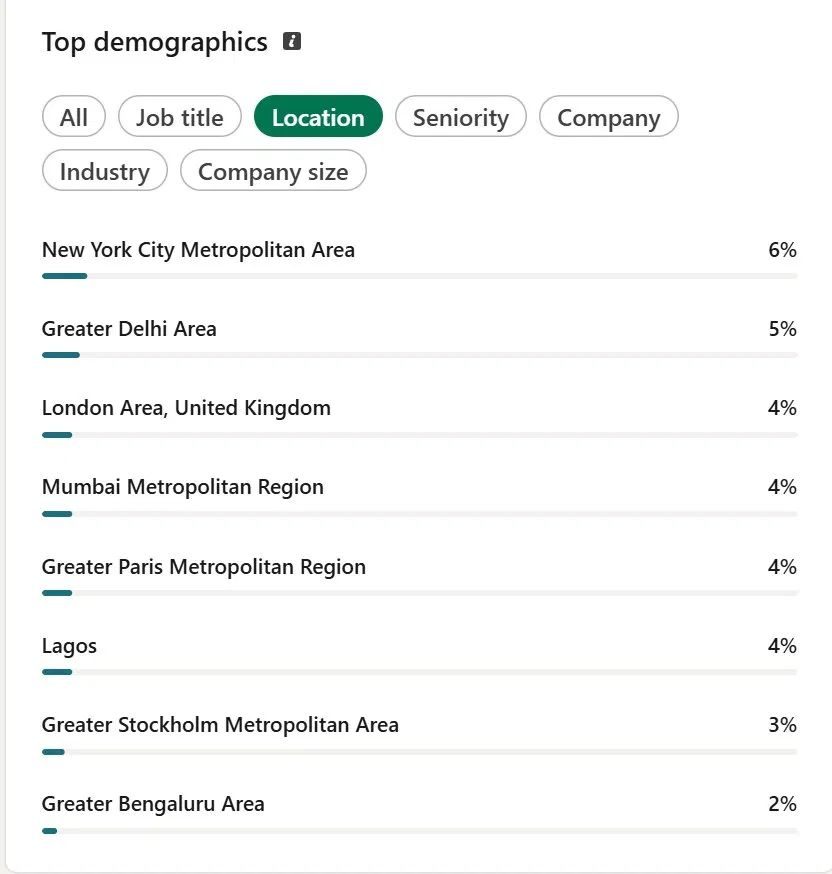 Top demographics
All Job title Location Seniority Company
Industry Company size
New York City Metropolitan Area 6%
Greater Delhi Area 5%
London Area, United Kingdom 4%
Mumbai Metropolitan Region 4%
Greater Paris Metropolitan Region 4%
Lagos 4%
Greater Stockholm Metropolitan Area 3%
Greater Bengaluru Area 2%